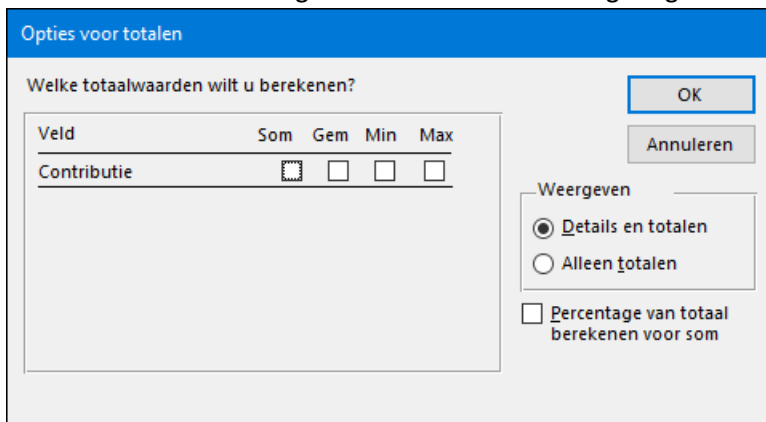 Opties voor totalen
Welke totaalwaarden wilt u berekenen?
OK
Veld Som Gem Min Max
Annuleren
Contributie
Weergeven
Details en totalen
Alleen totalen
Percentage van totaal
berekenen voor som